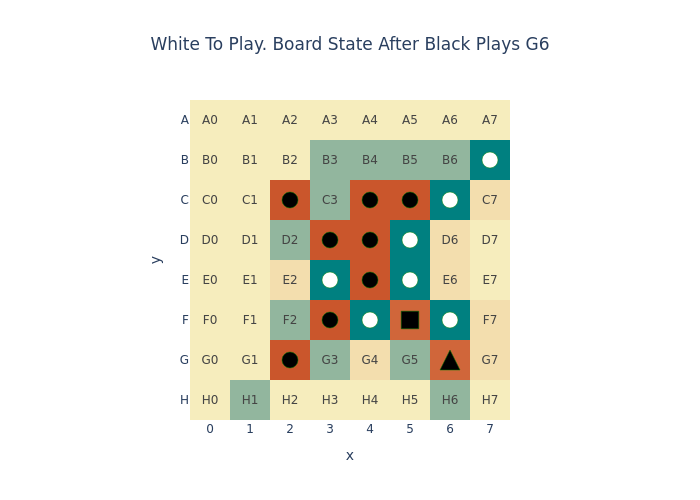 White To Play. Board State After Black Plays G6
A A0 A1 A2 A3 A4 A5 A6 A7
B B0 B1 B2 B3 B4 B5 B6
C C0 C1 C3 C7
D D0 D1 D2 D6 D7
E E0 E1 E2 E6 E7
F F0 F1 F2 F7
G G0 G1 G3 G4 G5 G7
H H0 H1 H2 H3 H4 H5 H6 H7
0 1 2 3 4 5 6 7
x
y